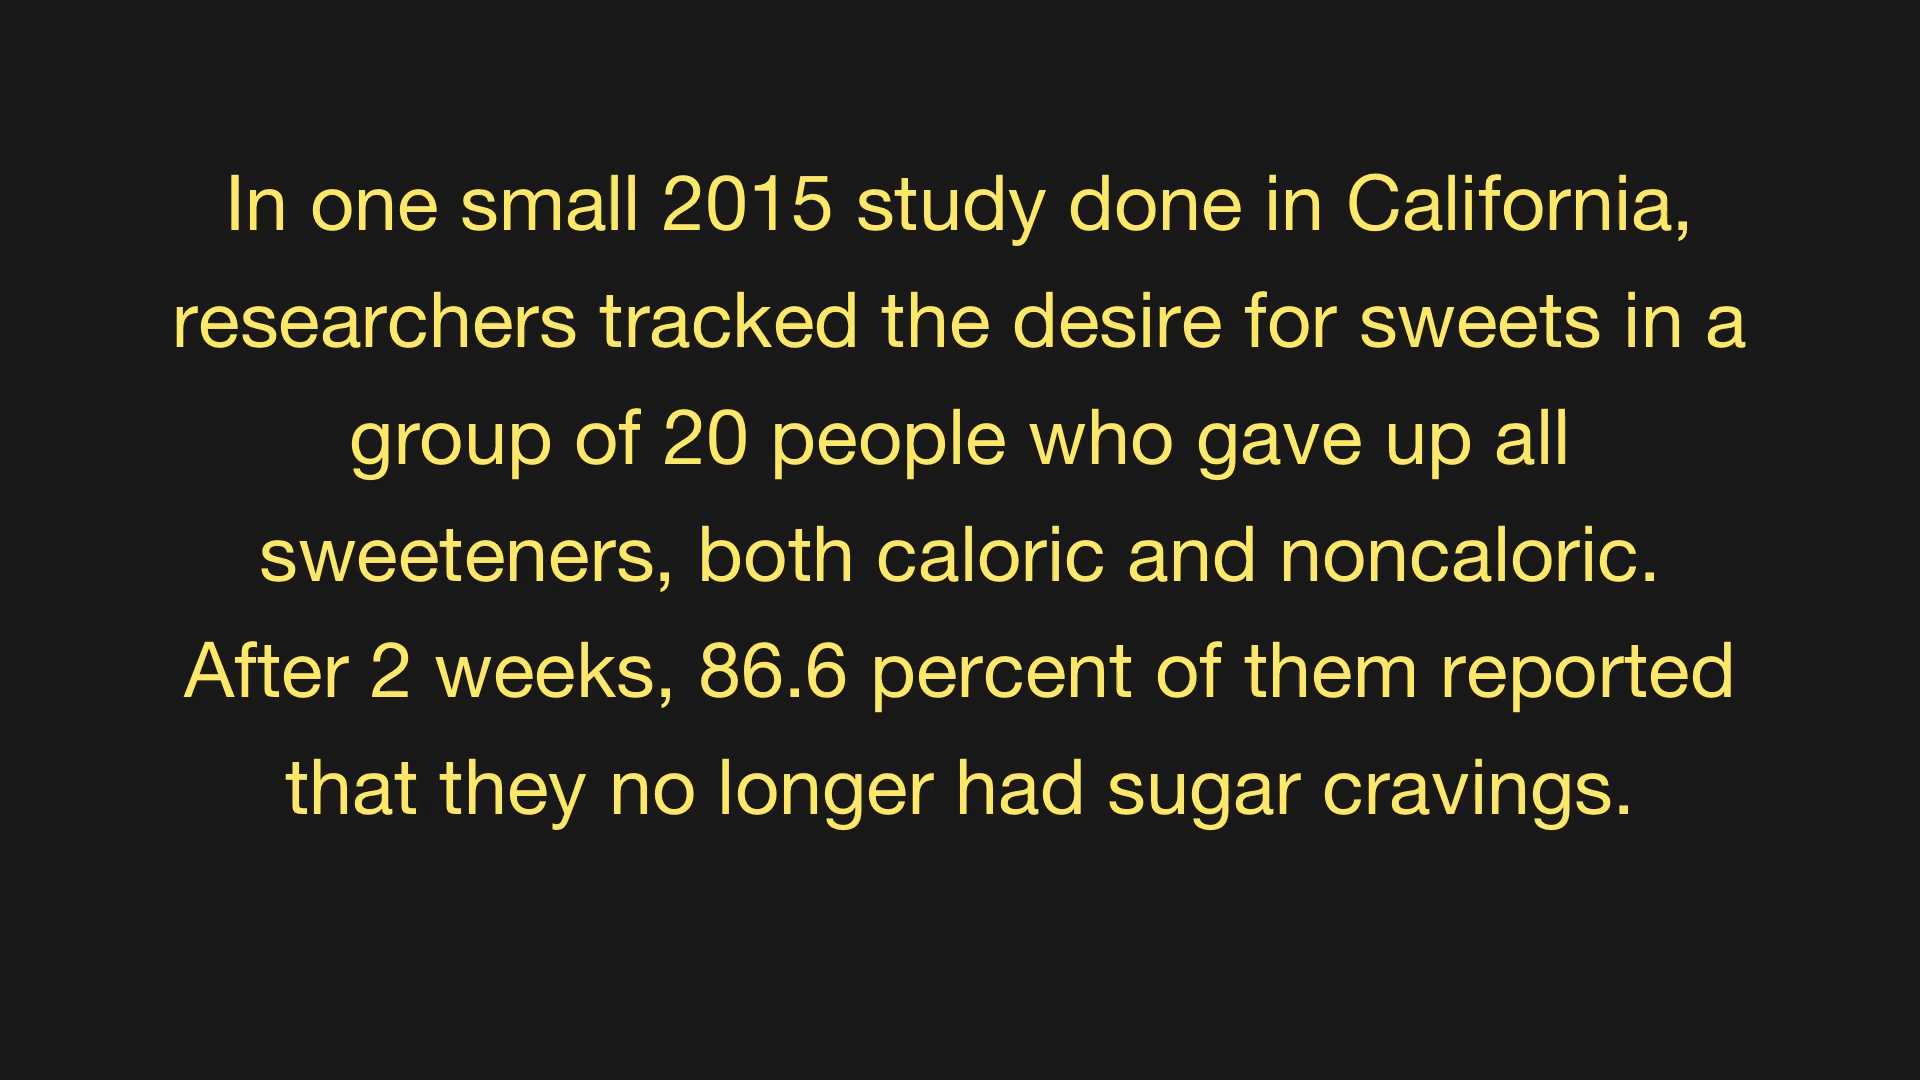 In one small 2015 study done in California,
researchers tracked the desire for sweets in a
group of 20 people who gave up all
sweeteners, both caloric and noncaloric.
After 2 weeks, 86.6 percent of them reported
that they no longer had sugar cravings.